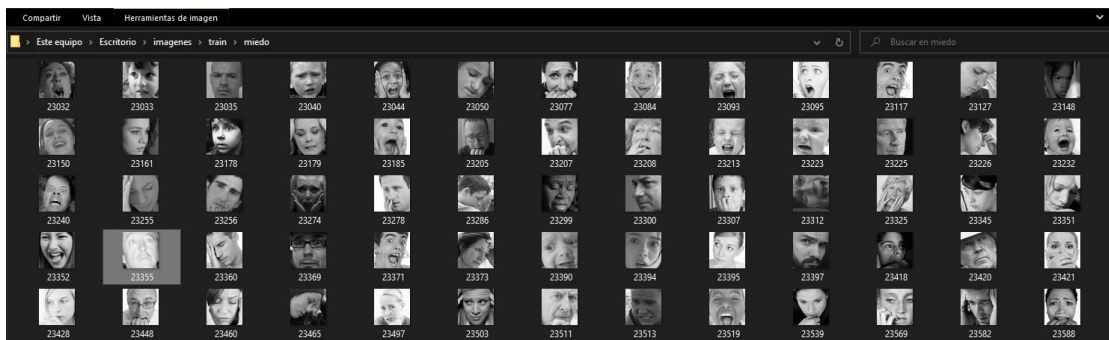 Compartir Vista Herramientas de imagen
Este equipo > Escritorio > imagenes > train > miedo Buscar en miedo
23032 23033 23035 23040 23044 23050 23077 23084 23093 23095 23117 23127 23148
23150 23161 23178 23179 23185 23205 23207 23208 23213 23223 23225 23226 23232
23240 23255 23256 23274 23278 23286 23299 23300 23307 23312 23325 23345 23351
23352 23355 23360 23369 23371 23373 23390 23394 23395 23397 23418 23420 23421
23428 23448 23460 23465 23497 23503 23511 23513 23519 23539 23569 23582 23588